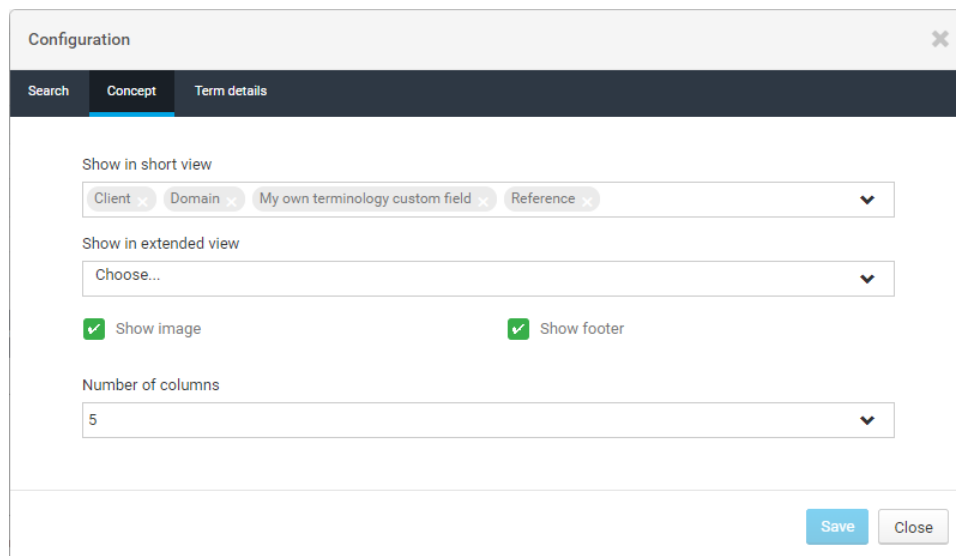 Configuration
Search Concept Term details
Show in short view
Client Domain My own terminology custom field Reference
Show in extended view
Choose...
Show image Show footer
Number of columns
5
Save Close